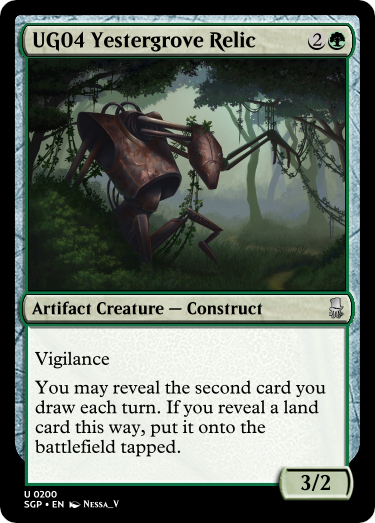 UG04 Yestergrove Relic 2
Artifact Creature — Construct
Vigilance
You may reveal the second card you
draw each turn. If you reveal a land
card this way, put it onto the
battlefield tapped.
3/2
U 0200
SGP • EN Nessa_V